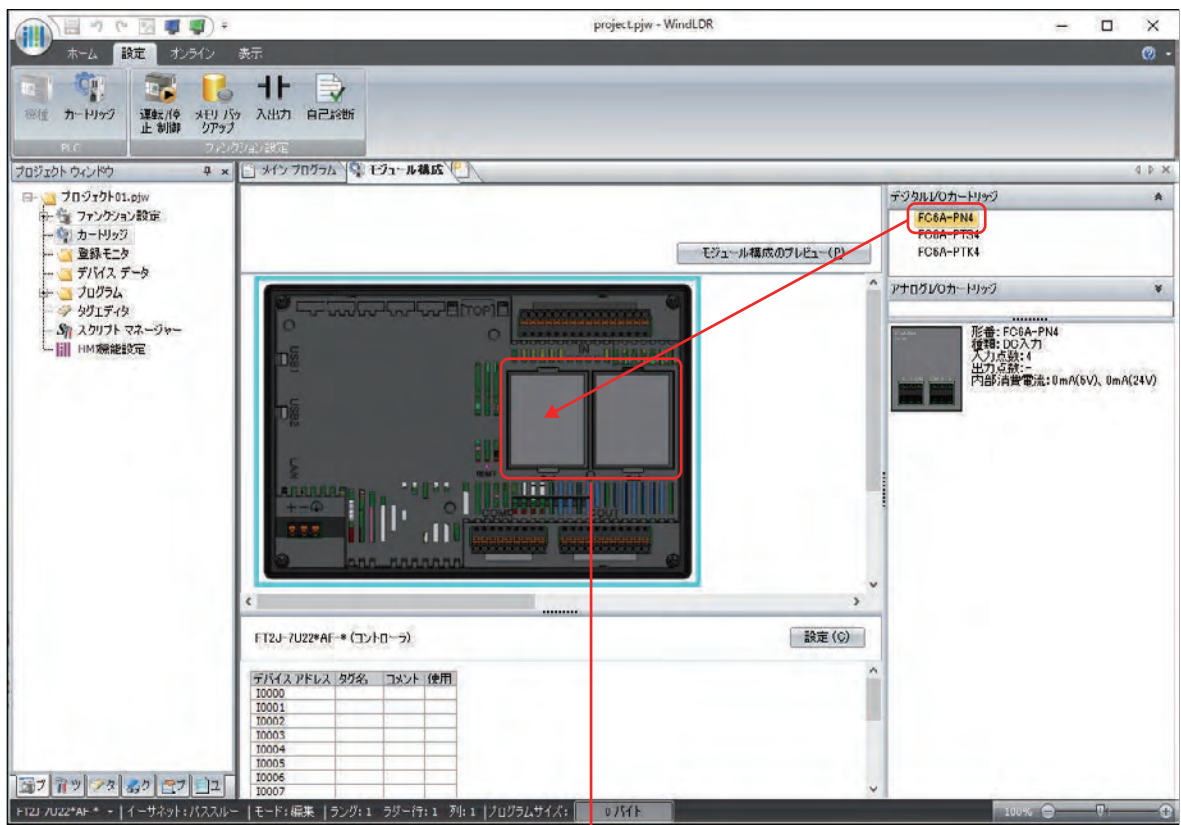 project.pjw - WindLDR
ホーム 設定 オンライン 表示
機種 カートリッジ 運転/停止 制御 メモリ バックアップ 入出力 自己診断
PLC ファンクション設定
プロジェクト ウィンドウ
プロジェクト01.pjw
ファンクション設定
カートリッジ
登録モニタ
デバイス データ
プログラム
タグエディタ
スクリプト マネージャー
HMI機能設定
メイン プログラム モジュール構成
モジュール構成のプレビュー(P)
[TOP]
IN
USB1
USB2
LAN
RESET
COM
OUT
FT2J-7U22*AF-* (コントローラ)
設定 (C)
デバイス アドレス タグ名 コメント 使用
I0000
I0001
I0002
I0003
I0004
I0005
I0006
I0007
デジタルI/Oカートリッジ
FC6A-PN4
FC6A-PTS4
FC6A-PTK4
アナログI/Oカートリッジ
形番: FC6A-PN4
種類: DC入力
入力点数: 4
出力点数: -
内部消費電流: 0mA(5V)、0mA(24V)
FT2J-7U22*AF-* イーサネット: パススルー モード: 編集 ラング: 1 ラダー行: 1 列: 1 プログラムサイズ: 0 バイト 100%